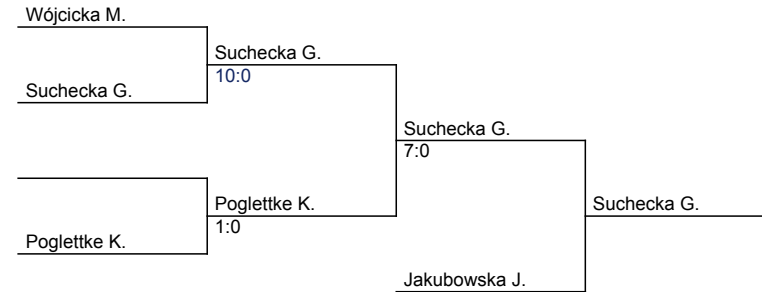 Wójcicka M.
Suchecka G.
10:0
Suchecka G.
Suchecka G.
7:0
Poglettke K.
1:0
Suchecka G.
Poglettke K.
Jakubowska J.